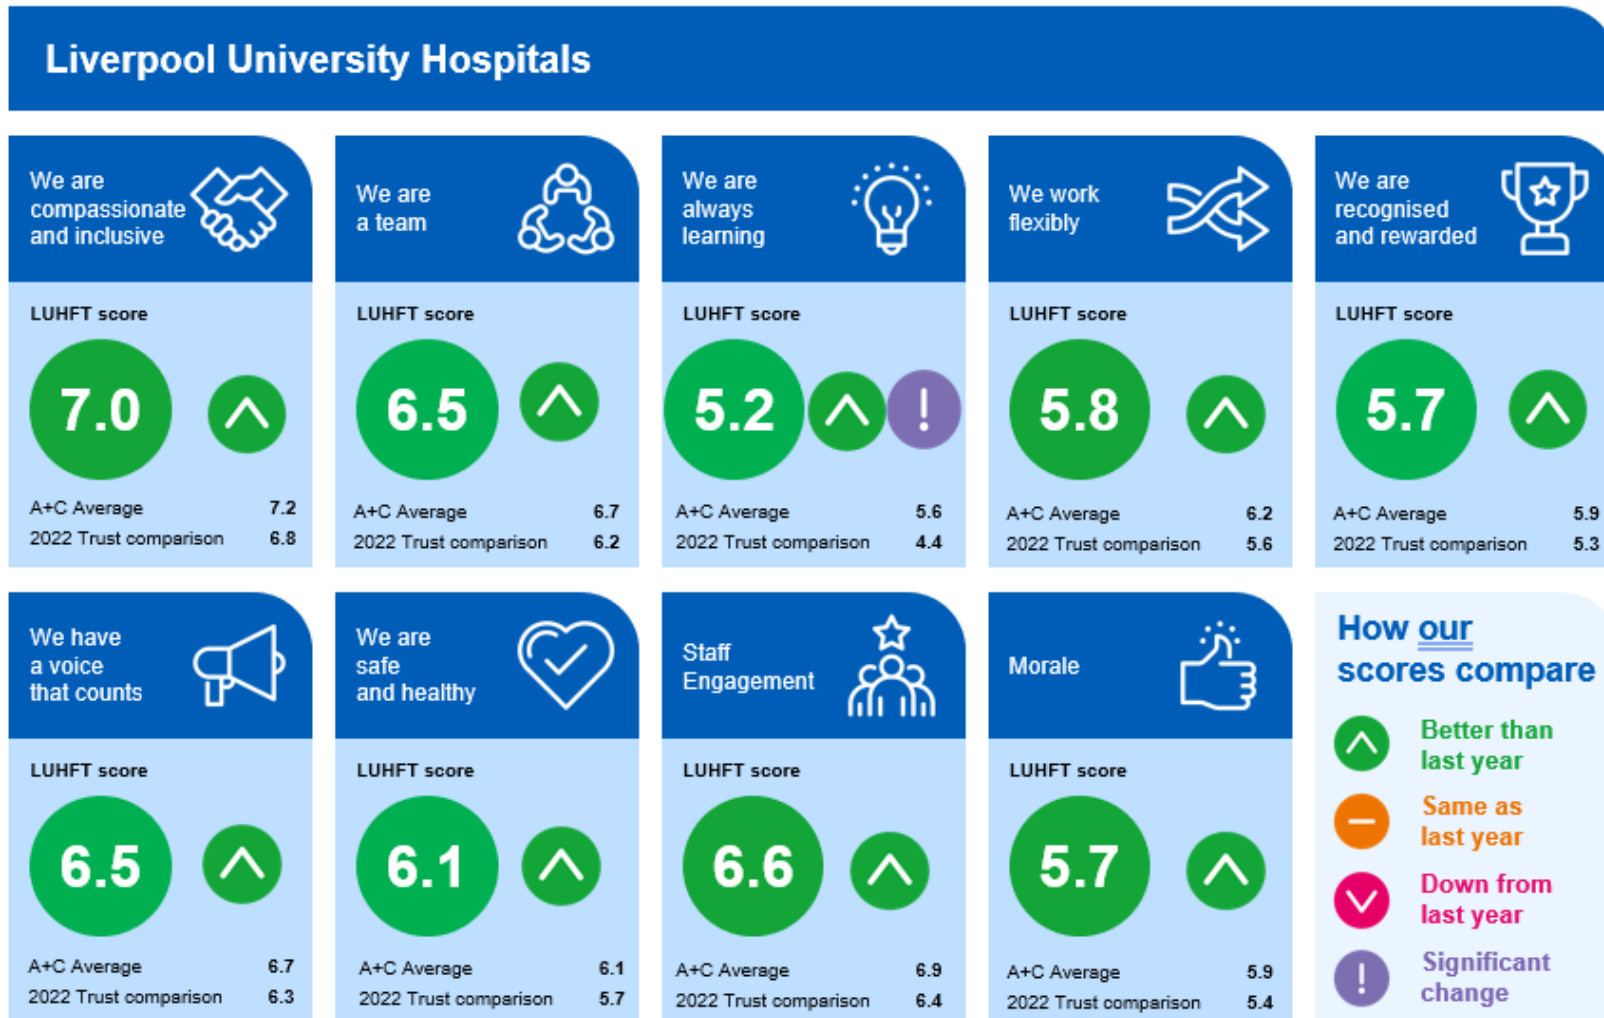 Liverpool University Hospitals
We are
compassionate
and inclusive
LUHFT score
7.0
A+C Average 7.2
2022 Trust comparison 6.8
We are
a team
LUHFT score
6.5
A+C Average 6.7
2022 Trust comparison 6.2
We are
always
learning
LUHFT score
5.2 !
A+C Average 5.6
2022 Trust comparison 4.4
We work
flexibly
LUHFT score
5.8
A+C Average 6.2
2022 Trust comparison 5.6
We are
recognised
and rewarded
LUHFT score
5.7
A+C Average 5.9
2022 Trust comparison 5.3
We have
a voice
that counts
LUHFT score
6.5
A+C Average 6.7
2022 Trust comparison 6.3
We are
safe
and healthy
LUHFT score
6.1
A+C Average 6.1
2022 Trust comparison 5.7
Staff
Engagement
LUHFT score
6.6
A+C Average 6.9
2022 Trust comparison 6.4
Morale
LUHFT score
5.7
A+C Average 5.9
2022 Trust comparison 5.4
How our
scores compare
Better than
last year
Same as
last year
Down from
last year
! Significant
change